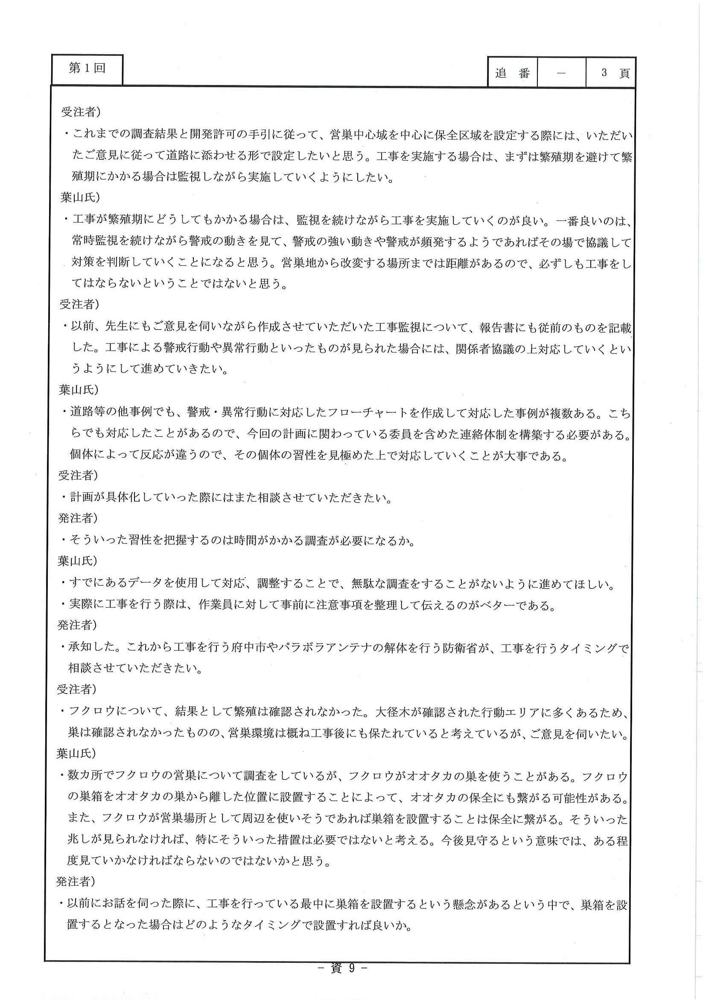 第１回
追　番　－　３　頁
受注者）
・これまでの調査結果と開発許可の手引に従って、営巣中心域を中心に保全区域を設定する際には、いただい
たご意見に従って道路に添わせる形で設定したいと思う。工事を実施する場合は、まずは繁殖期を避けて繁
殖期にかかる場合は監視しながら実施していくようにしたい。
葉山氏）
・工事が繁殖期にどうしてもかかる場合は、監視を続けながら工事を実施していくのが良い。一番良いのは、
常時監視を続けながら警戒の動きを見て、警戒の強い動きや警戒が頻発するようであればその場で協議して
対策を判断していくことになると思う。営巣地から改変する場所までは距離があるので、必ずしも工事をし
てはならないということではないと思う。
受注者）
・以前、先生にもご意見を伺いながら作成させていただいた工事監視について、報告書にも従前のものを記載
した。工事による警戒行動や異常行動といったものが見られた場合には、関係者協議の上対応していくとい
うようにして進めていきたい。
葉山氏）
・道路等の他事例でも、警戒・異常行動に対応したフローチャートを作成して対応した事例が複数ある。こち
らでも対応したことがあるので、今回の計画に関わっている委員を含めた連絡体制を構築する必要がある。
個体によって反応が違うので、その個体の習性を見極めた上で対応していくことが大事である。
受注者）
・計画が具体化していった際にはまた相談させていただきたい。
発注者）
・そういった習性を把握するのは時間がかかる調査が必要になるか。
葉山氏）
・すでにあるデータを使用して対応、調整することで、無駄な調査をすることがないように進めてほしい。
・実際に工事を行う際は、作業員に対して事前に注意事項を整理して伝えるのがベターである。
発注者）
・承知した。これから工事を行う府中市やパラボラアンテナの解体を行う防衛省が、工事を行うタイミングで
相談させていただきたい。
受注者）
・フクロウについて、結果として繁殖は確認されなかった。大径木が確認された行動エリアに多くあるため、
巣は確認されなかったものの、営巣環境は概ね工事後にも保たれていると考えているが、ご意見を伺いたい。
葉山氏）
・数カ所でフクロウの営巣について調査をしているが、フクロウがオオタカの巣を使うことがある。フクロウ
の巣箱をオオタカの巣から離した位置に設置することによって、オオタカの保全にも繋がる可能性がある。
また、フクロウが営巣場所として周辺を使いそうであれば巣箱を設置することは保全に繋がる。そういった
兆しが見られなければ、特にそういった措置は必要ではないと考える。今後見守るという意味では、ある程
度見ていかなければならないのではないかと思う。
発注者）
・以前にお話を伺った際に、工事を行っている最中に巣箱を設置するという懸念があるという中で、巣箱を設
置するとなった場合はどのようなタイミングで設置すれば良いか。
－ 資 9 －